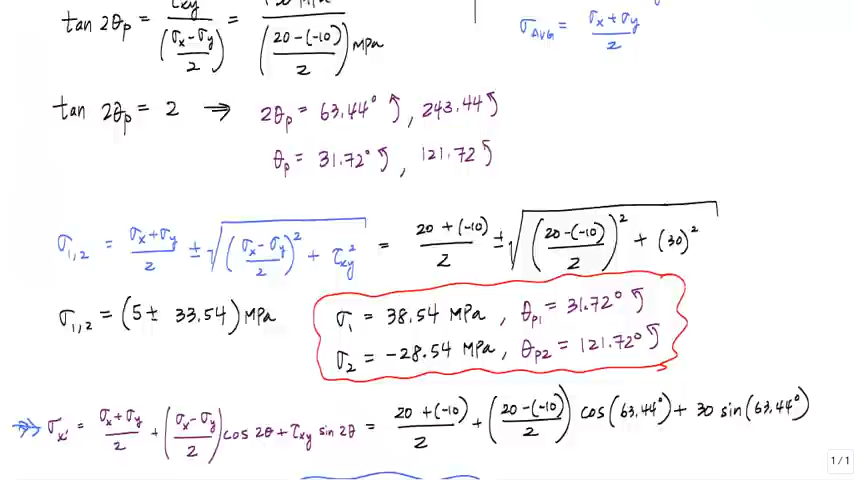 tan 2θp = τxy / ((σx − σy)/2) = 30 MPa / ((20 − (−10))/2) MPa
σAVG = (σx + σy)/2
tan 2θp = 2 ⇒ 2θp = 63.44° ↺, 243.44 ↺
θp = 31.72° ↺, 121.72 ↺
σ1,2 = (σx + σy)/2 ± √(((σx − σy)/2)² + τxy²) = (20 + (−10))/2 ± √(((20 − (−10))/2)² + (30)²)
σ1,2 = (5 ± 33.54) MPa
σ1 = 38.54 MPa, θp1 = 31.72° ↺
σ2 = −28.54 MPa, θp2 = 121.72° ↺
σx' = (σx + σy)/2 + ((σx − σy)/2) cos 2θ + τxy sin 2θ = (20 + (−10))/2 + ((20 − (−10))/2) cos(63.44°) + 30 sin(63.44°)
1/1